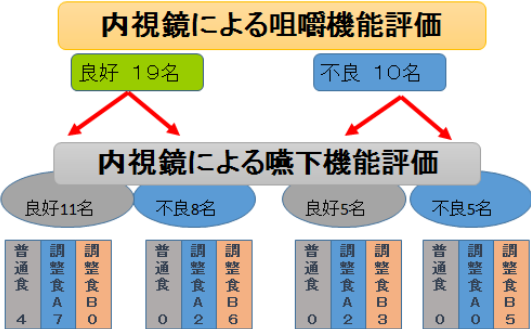 内視鏡による咀嚼機能評価
良好 19名
不良 10名
内視鏡による嚥下機能評価
良好11名
不良8名
良好5名
不良5名
普通食 4
調整食A 7
調整食B 0
普通食 0
調整食A 2
調整食B 6
普通食 0
調整食A 2
調整食B 3
普通食 0
調整食A 0
調整食B 5